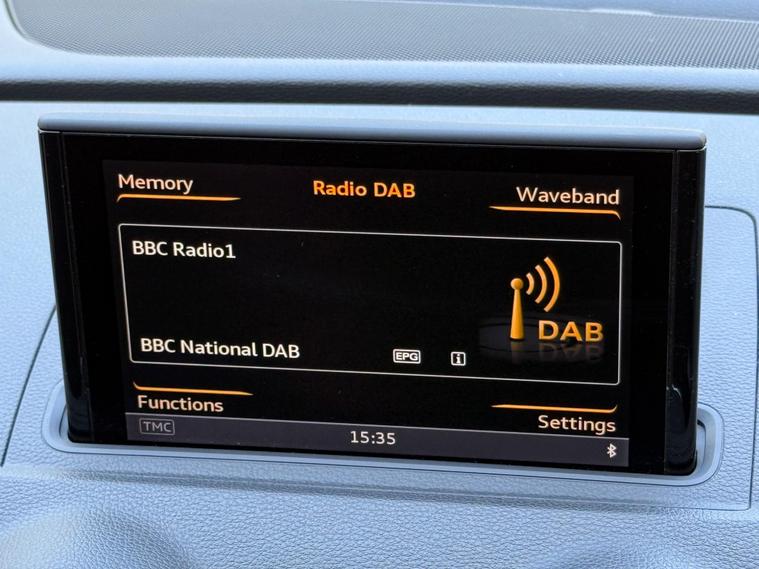 Memory
Radio DAB
Waveband
BBC Radio1
DAB
BBC National DAB
EPG
i
Functions
Settings
TMC
15:35